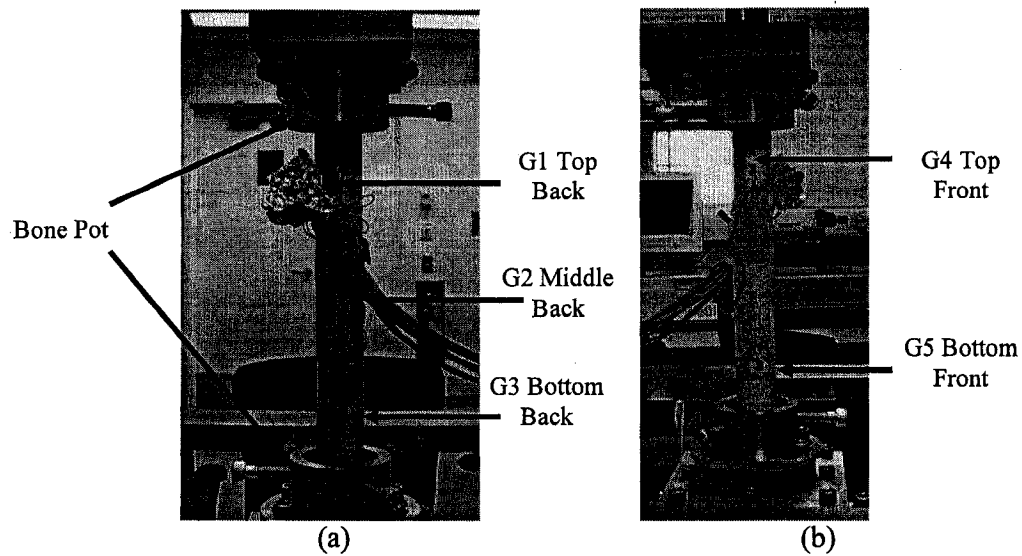 G1 Top
Back
Bone Pot
G2 Middle
Back
G3 Bottom
Back
G4 Top
Front
G5 Bottom
Front
(a)
(b)